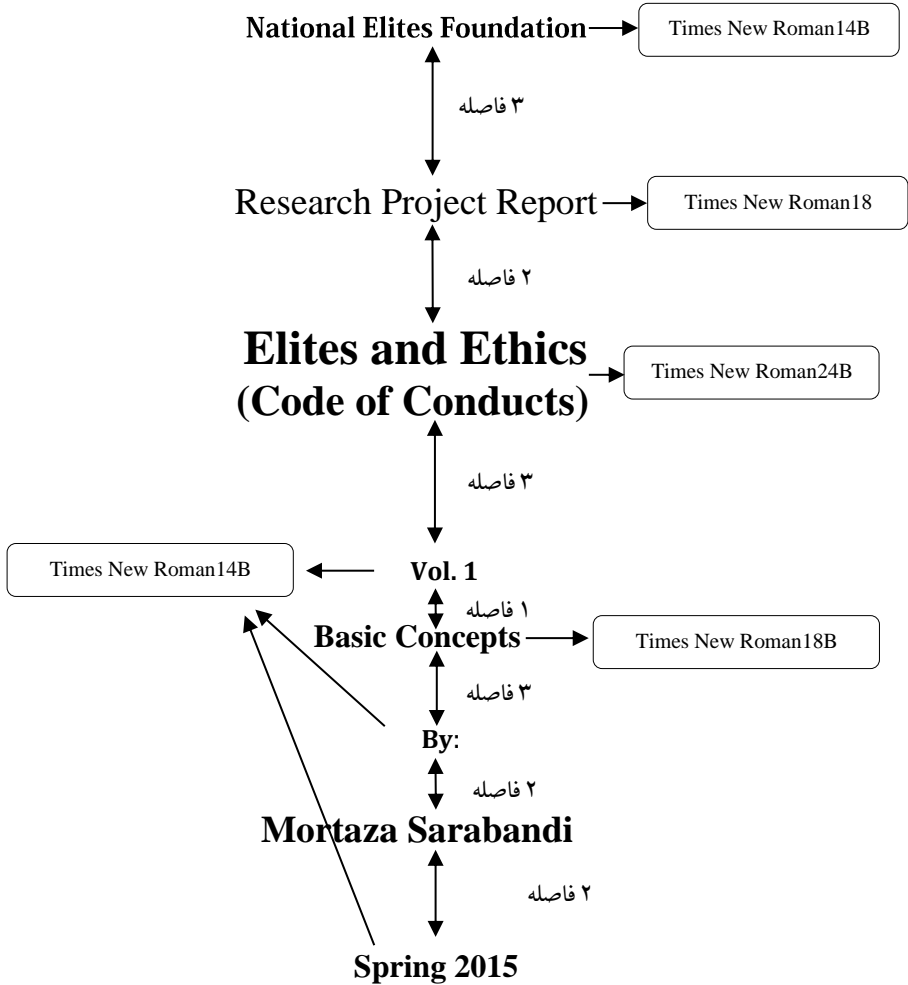 National Elites Foundation
Times New Roman14B
۳ فاصله
Research Project Report
Times New Roman18
۲ فاصله
Elites and Ethics
(Code of Conducts)
Times New Roman24B
۳ فاصله
Times New Roman14B
Vol. 1
۱ فاصله
Basic Concepts
Times New Roman18B
۳ فاصله
By:
۲ فاصله
Mortaza Sarabandi
۲ فاصله
Spring 2015